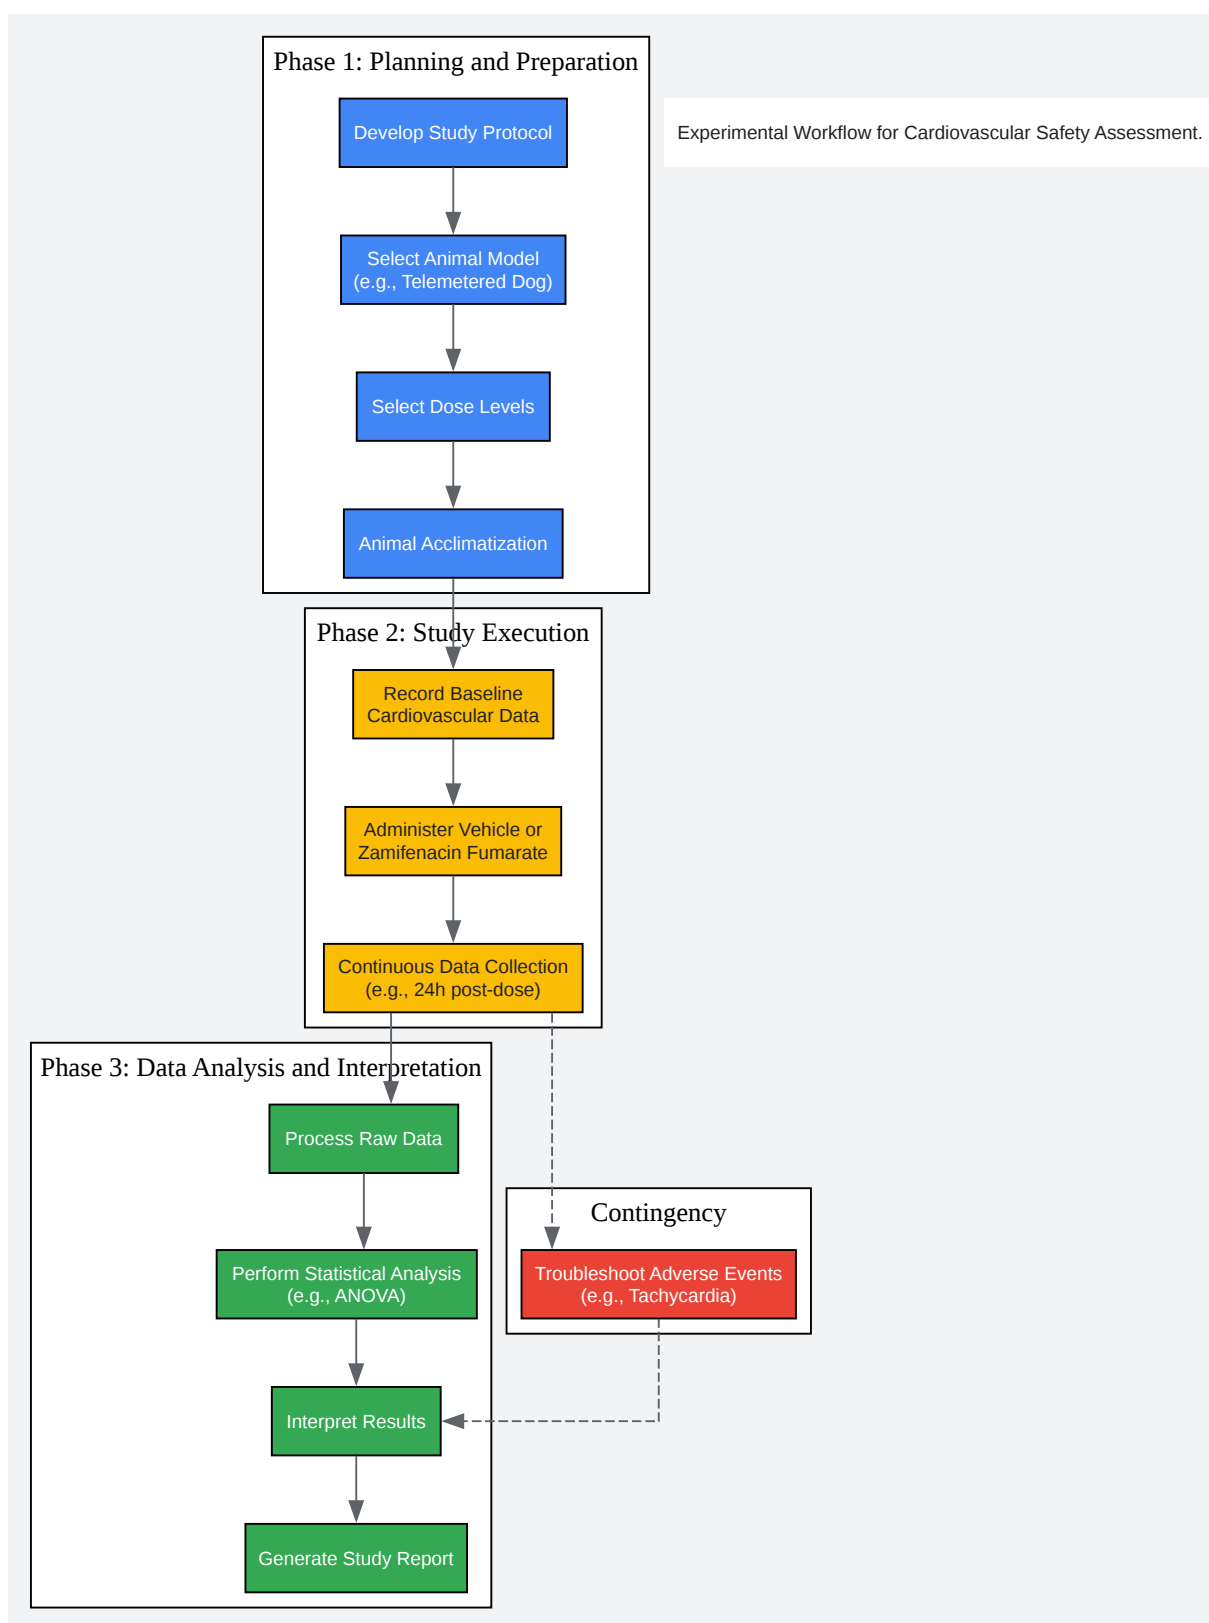 Phase 1: Planning and Preparation
Develop Study Protocol
Experimental Workflow for Cardiovascular Safety Assessment.
Select Animal Model
(e.g., Telemetered Dog)
Select Dose Levels
Animal Acclimatization
Phase 2: Study Execution
Record Baseline
Cardiovascular Data
Administer Vehicle or
Zamifenacin Fumarate
Continuous Data Collection
(e.g., 24h post-dose)
Phase 3: Data Analysis and Interpretation
Process Raw Data
Contingency
Perform Statistical Analysis
(e.g., ANOVA)
Troubleshoot Adverse Events
(e.g., Tachycardia)
Interpret Results
Generate Study Report